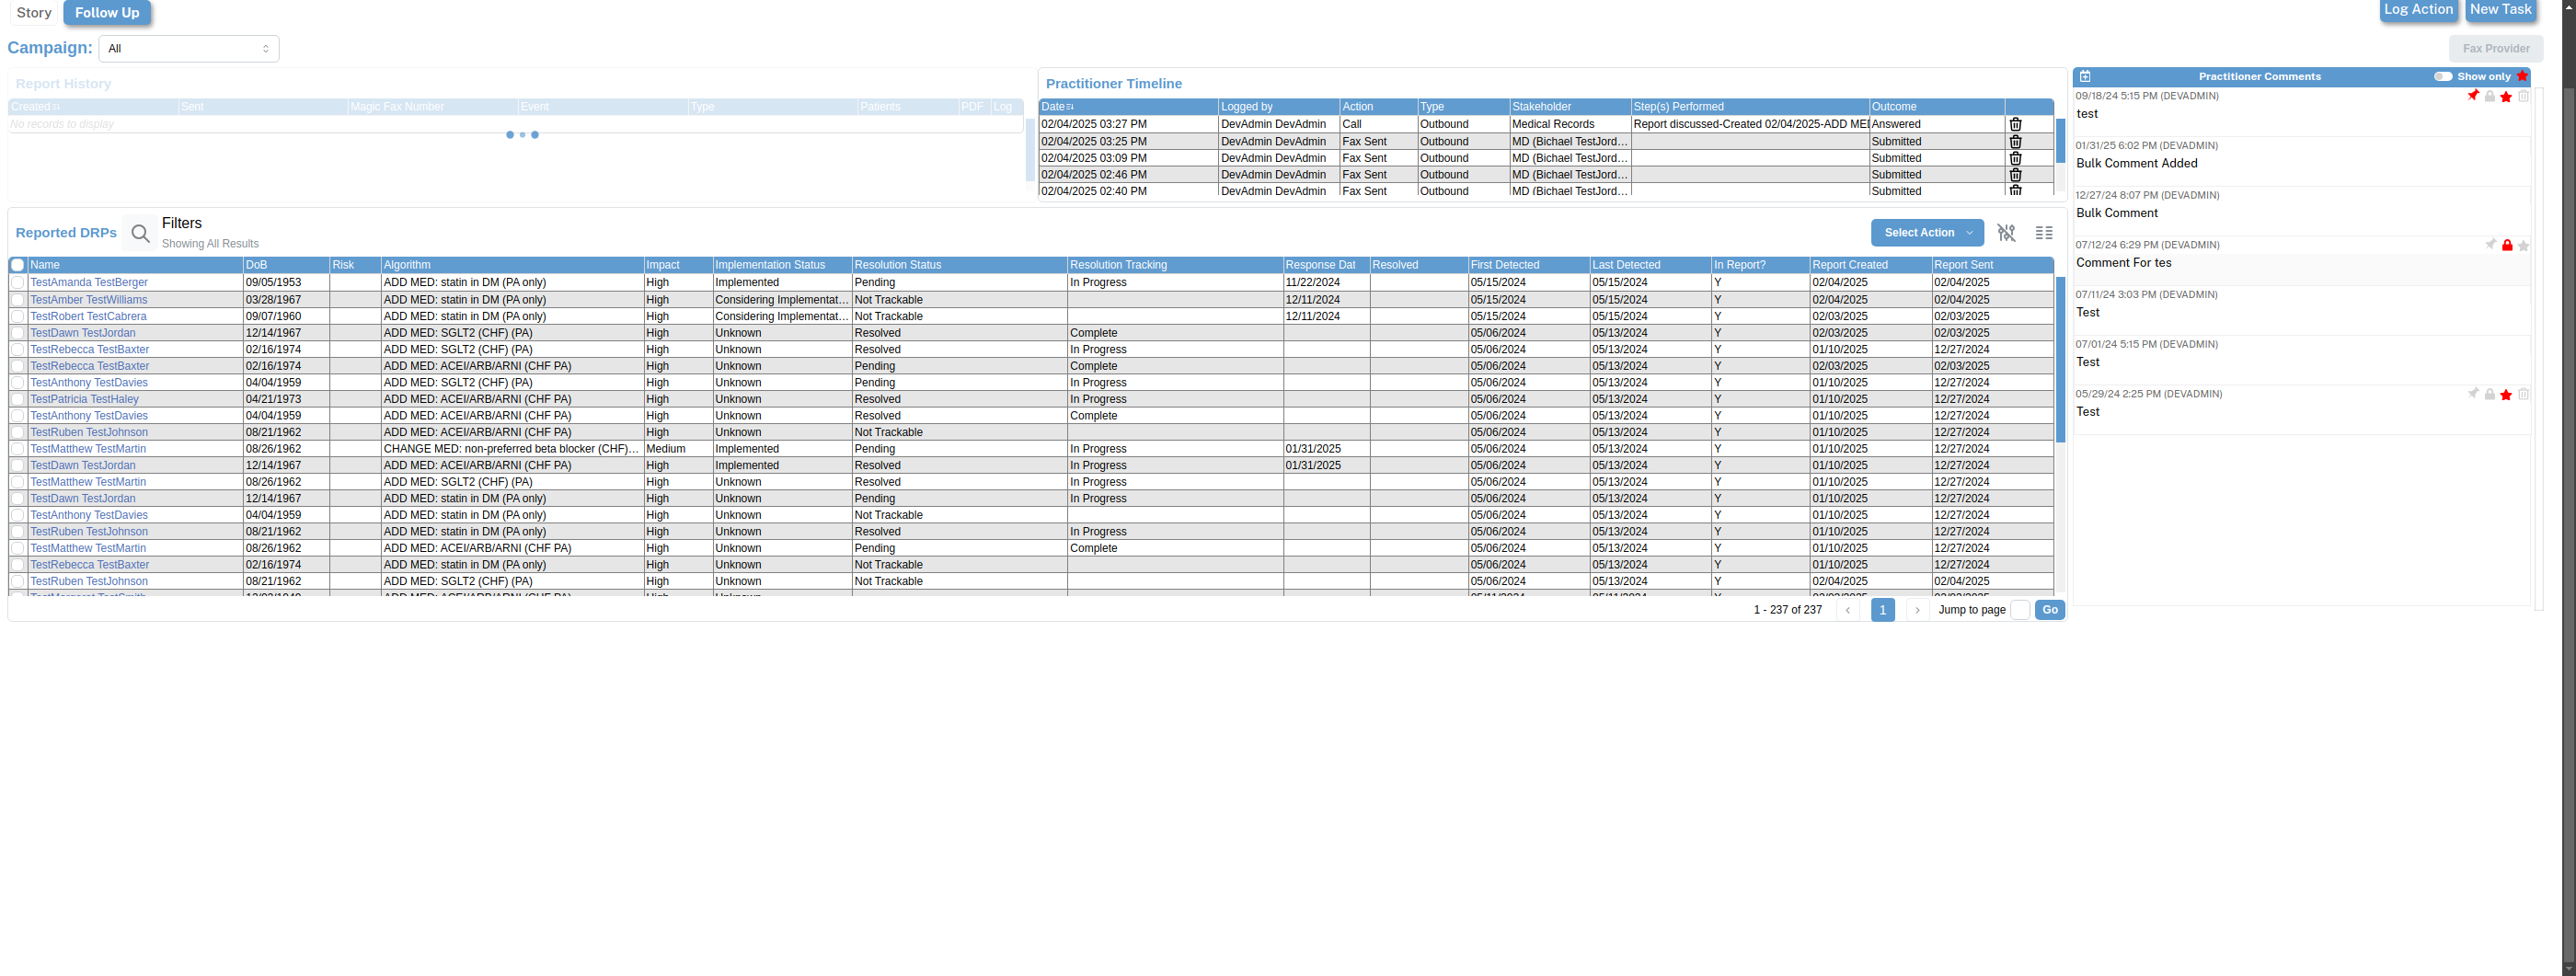 Story Follow Up Log Action New Task
Campaign: All Fax Provider
Report History
Created Sent Magic Fax Number Event Type Patients PDF Log
No records to display
Practitioner Timeline
Date Logged by Action Type Stakeholder Step(s) Performed Outcome
02/04/2025 03:27 PM DevAdmin DevAdmin Call Outbound Medical Records Report discussed-Created 02/04/2025-ADD MEI Answered
02/04/2025 03:25 PM DevAdmin DevAdmin Fax Sent Outbound MD (Bichael TestJord... Submitted
02/04/2025 03:09 PM DevAdmin DevAdmin Fax Sent Outbound MD (Bichael TestJord... Submitted
02/04/2025 02:46 PM DevAdmin DevAdmin Fax Sent Outbound MD (Bichael TestJord... Submitted
02/04/2025 02:40 PM DevAdmin DevAdmin Fax Sent Outbound MD (Bichael TestJord... Submitted
Reported DRPs Filters
Showing All Results
Select Action
Name DoB Risk Algorithm Impact Implementation Status Resolution Status Resolution Tracking Response Dat Resolved First Detected Last Detected In Report? Report Created Report Sent
TestAmanda TestBerger 09/05/1953 ADD MED: statin in DM (PA only) High Implemented Pending In Progress 11/22/2024 05/15/2024 05/15/2024 Y 02/04/2025 02/04/2025
TestAmber TestWilliams 03/28/1967 ADD MED: statin in DM (PA only) High Considering Implementat... Not Trackable 12/11/2024 05/15/2024 05/15/2024 Y 02/04/2025 02/04/2025
TestRobert TestCabrera 09/07/1960 ADD MED: statin in DM (PA only) High Considering Implementat... Not Trackable 12/11/2024 05/15/2024 05/15/2024 Y 02/03/2025 02/03/2025
TestDawn TestJordan 12/14/1967 ADD MED: SGLT2 (CHF) (PA) High Unknown Resolved Complete 05/06/2024 05/13/2024 Y 02/03/2025 02/03/2025
TestRebecca TestBaxter 02/16/1974 ADD MED: SGLT2 (CHF) (PA) High Unknown Resolved In Progress 05/06/2024 05/13/2024 Y 01/10/2025 12/27/2024
TestRebecca TestBaxter 02/16/1974 ADD MED: ACEI/ARB/ARNI (CHF PA) High Unknown Pending Complete 05/06/2024 05/13/2024 Y 02/03/2025 02/03/2025
TestAnthony TestDavies 04/04/1959 ADD MED: SGLT2 (CHF) (PA) High Unknown Pending In Progress 05/06/2024 05/13/2024 Y 01/10/2025 12/27/2024
TestPatricia TestHaley 04/21/1973 ADD MED: ACEI/ARB/ARNI (CHF PA) High Unknown Resolved In Progress 05/06/2024 05/13/2024 Y 01/10/2025 12/27/2024
TestAnthony TestDavies 04/04/1959 ADD MED: ACEI/ARB/ARNI (CHF PA) High Unknown Resolved Complete 05/06/2024 05/13/2024 Y 01/10/2025 12/27/2024
TestRuben TestJohnson 08/21/1962 ADD MED: ACEI/ARB/ARNI (CHF PA) High Unknown Not Trackable 05/06/2024 05/13/2024 Y 01/10/2025 12/27/2024
TestMatthew TestMartin 08/26/1962 CHANGE MED: non-preferred beta blocker (CHF)... Medium Implemented Pending In Progress 01/31/2025 05/06/2024 05/13/2024 Y 01/10/2025 12/27/2024
TestDawn TestJordan 12/14/1967 ADD MED: ACEI/ARB/ARNI (CHF PA) High Implemented Resolved In Progress 01/31/2025 05/06/2024 05/13/2024 Y 01/10/2025 12/27/2024
TestMatthew TestMartin 08/26/1962 ADD MED: SGLT2 (CHF) (PA) High Unknown Resolved In Progress 05/06/2024 05/13/2024 Y 01/10/2025 12/27/2024
TestDawn TestJordan 12/14/1967 ADD MED: statin in DM (PA only) High Unknown Pending In Progress 05/06/2024 05/13/2024 Y 01/10/2025 12/27/2024
TestAnthony TestDavies 04/04/1959 ADD MED: statin in DM (PA only) High Unknown Not Trackable 05/06/2024 05/13/2024 Y 01/10/2025 12/27/2024
TestRuben TestJohnson 08/21/1962 ADD MED: statin in DM (PA only) High Unknown Resolved In Progress 05/06/2024 05/13/2024 Y 01/10/2025 12/27/2024
TestMatthew TestMartin 08/26/1962 ADD MED: ACEI/ARB/ARNI (CHF PA) High Unknown Pending Complete 05/06/2024 05/13/2024 Y 01/10/2025 12/27/2024
TestRebecca TestBaxter 02/16/1974 ADD MED: statin in DM (PA only) High Unknown Not Trackable 05/06/2024 05/13/2024 Y 01/10/2025 12/27/2024
TestRuben TestJohnson 08/21/1962 ADD MED: SGLT2 (CHF) (PA) High Unknown Not Trackable 05/06/2024 05/13/2024 Y 02/04/2025 02/04/2025
1 - 237 of 237 1 Jump to page Go
Practitioner Comments Show only
09/18/24 5:15 PM (DEVADMIN)
test
01/31/25 6:02 PM (DEVADMIN)
Bulk Comment Added
12/27/24 8:07 PM (DEVADMIN)
Bulk Comment
07/12/24 6:29 PM (DEVADMIN)
Comment For tes
07/11/24 3:03 PM (DEVADMIN)
Test
07/01/24 5:15 PM (DEVADMIN)
Test
05/29/24 2:25 PM (DEVADMIN)
Test